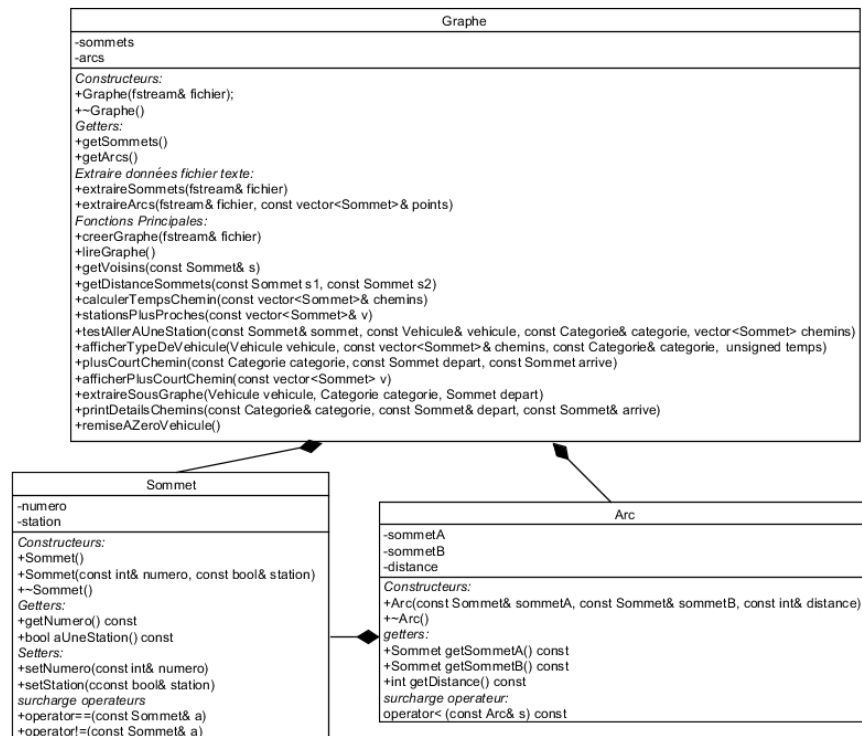 Graphe
-sommets
-arcs
Constructeurs:
+Graphe(fstream& fichier);
+~Graphe()
Getters:
+getSommets()
+getArcs()
Extraire données fichier texte:
+extraireSommets(fstream& fichier)
+extraireArcs(fstream& fichier, const vector<Sommet>& points)
Fonctions Principales:
+creerGraphe(fstream& fichier)
+lireGraphe()
+getVoisins(const Sommet& s)
+getDistanceSommets(const Sommet s1, const Sommet s2)
+calculerTempsChemin(const vector<Sommet>& chemins)
+stationsPlusProches(const vector<Sommet>& v)
+testAllerAUneStation(const Sommet& sommet, const Vehicule& vehicule, const Categorie& categorie, vector<Sommet> chemins)
+afficherTypeDeVehicule(Vehicule vehicule, const vector<Sommet>& chemins, const Categorie& categorie, unsigned temps)
+plusCourtChemin(const Categorie categorie, const Sommet depart, const Sommet arrive)
+afficherPlusCourtChemin(const vector<Sommet> v)
+extraireSousGraphe(Vehicule vehicule, Categorie categorie, Sommet depart)
+printDetailsChemins(const Categorie& categorie, const Sommet& depart, const Sommet& arrive)
+remiseAZeroVehicule()
Sommet
-numero
-station
Constructeurs:
+Sommet()
+Sommet(const int& numero, const bool& station)
+~Sommet()
Getters:
+getNumero() const
+bool aUneStation() const
Setters:
+setNumero(const int& numero)
+setStation(cconst bool& station)
surcharge operateurs
+operator==(const Sommet& a)
+operator!=(const Sommet& a)
Arc
-sommetA
-sommetB
-distance
Constructeurs:
+Arc(const Sommet& sommetA, const Sommet& sommetB, const int& distance)
+~Arc()
getters:
+Sommet getSommetA() const
+Sommet getSommetB() const
+int getDistance() const
surcharge operateur:
operator< (const Arc& s) const